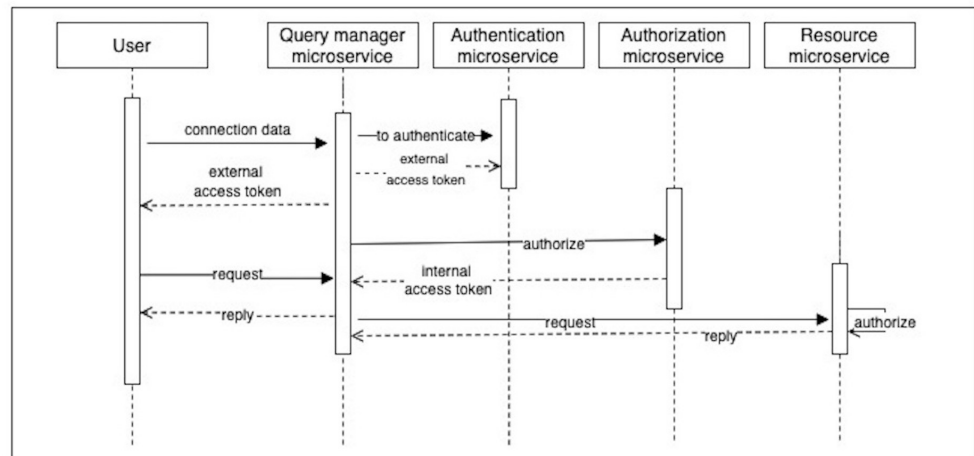 User
Query manager
microservice
Authentication
microservice
Authorization
microservice
Resource
microservice
connection data
to authenticate
external
access token
external
access token
authorize
request
internal
access token
reply
request
reply
authorize